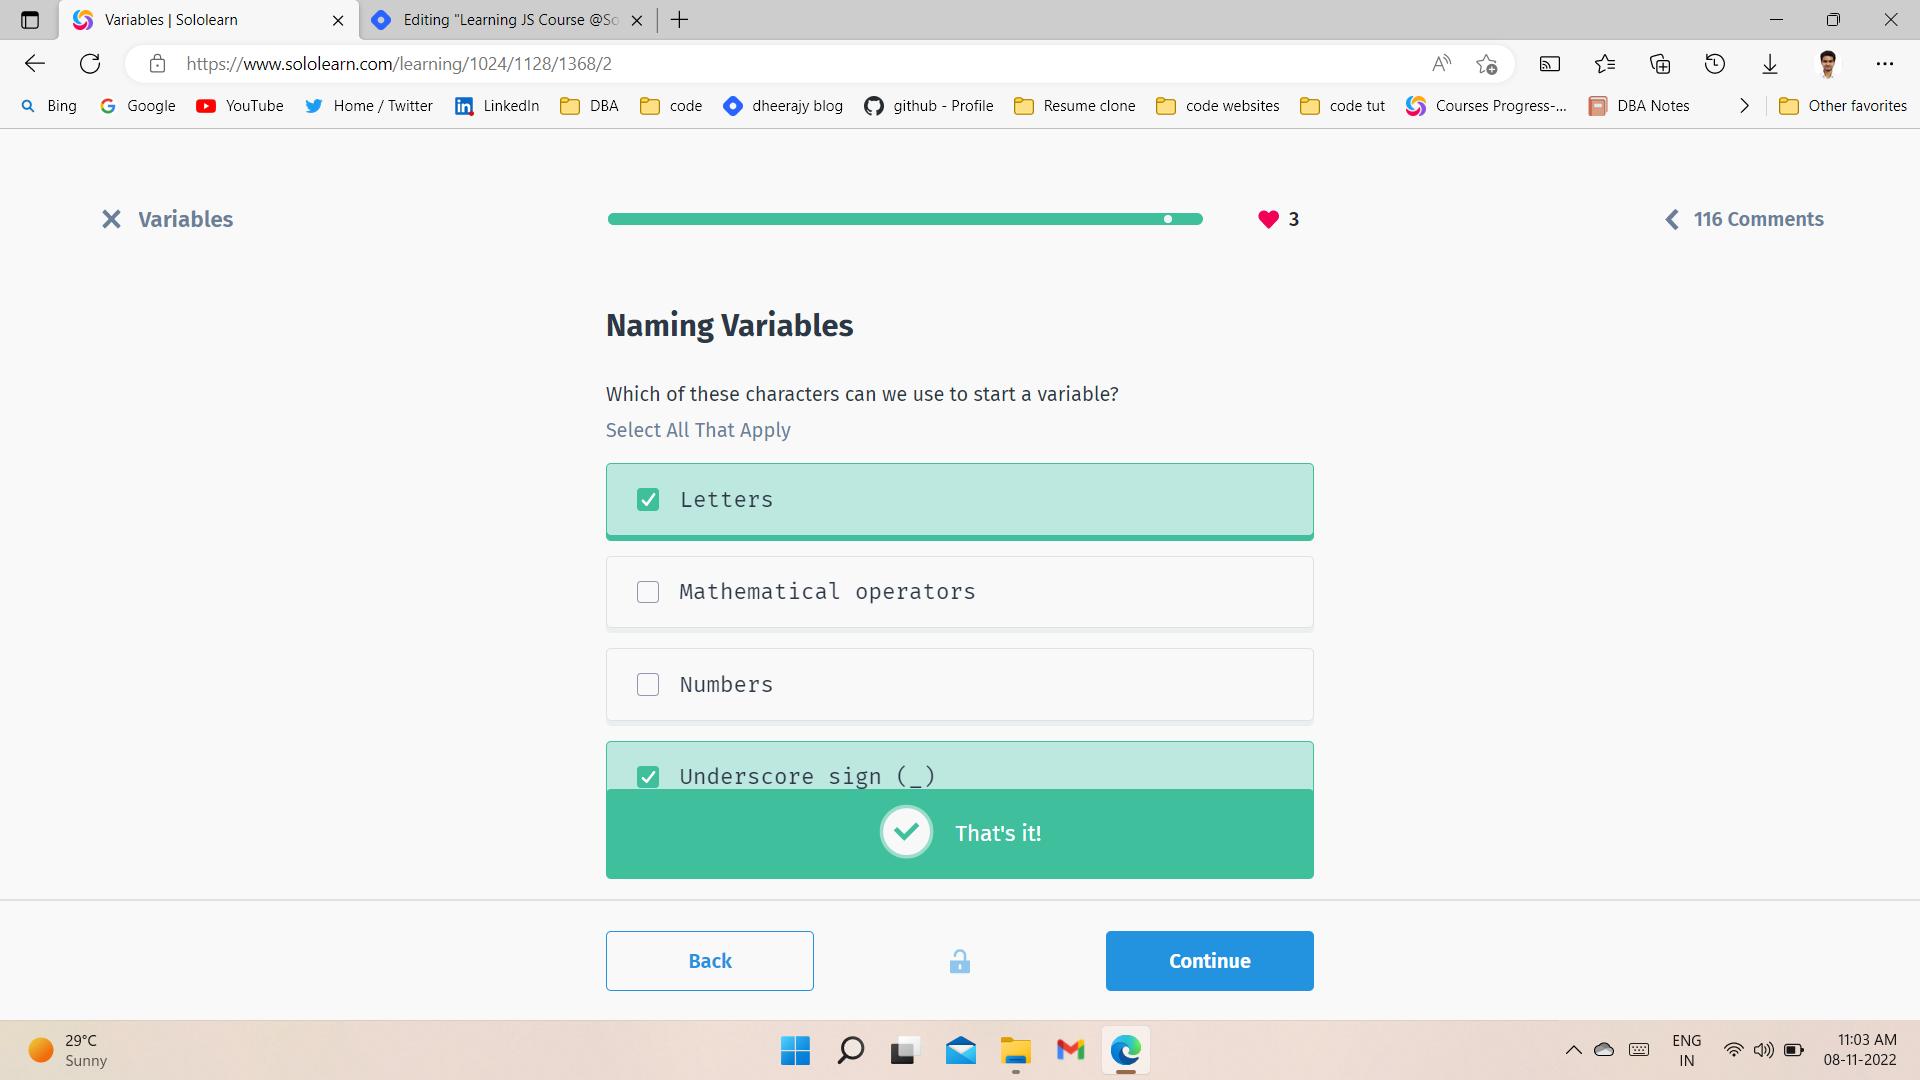 Variables | Sololearn
Editing "Learning JS Course @So
https://www.sololearn.com/learning/1024/1128/1368/2
Bing Google YouTube Home / Twitter LinkedIn DBA code dheerajy blog github - Profile Resume clone code websites code tut Courses Progress-... DBA Notes Other favorites
Variables
3
116 Comments
Naming Variables
Which of these characters can we use to start a variable?
Select All That Apply
Letters
Mathematical operators
Numbers
Underscore sign (_)
That's it!
Back
Continue
29°C
Sunny
ENG
IN
11:03 AM
08-11-2022